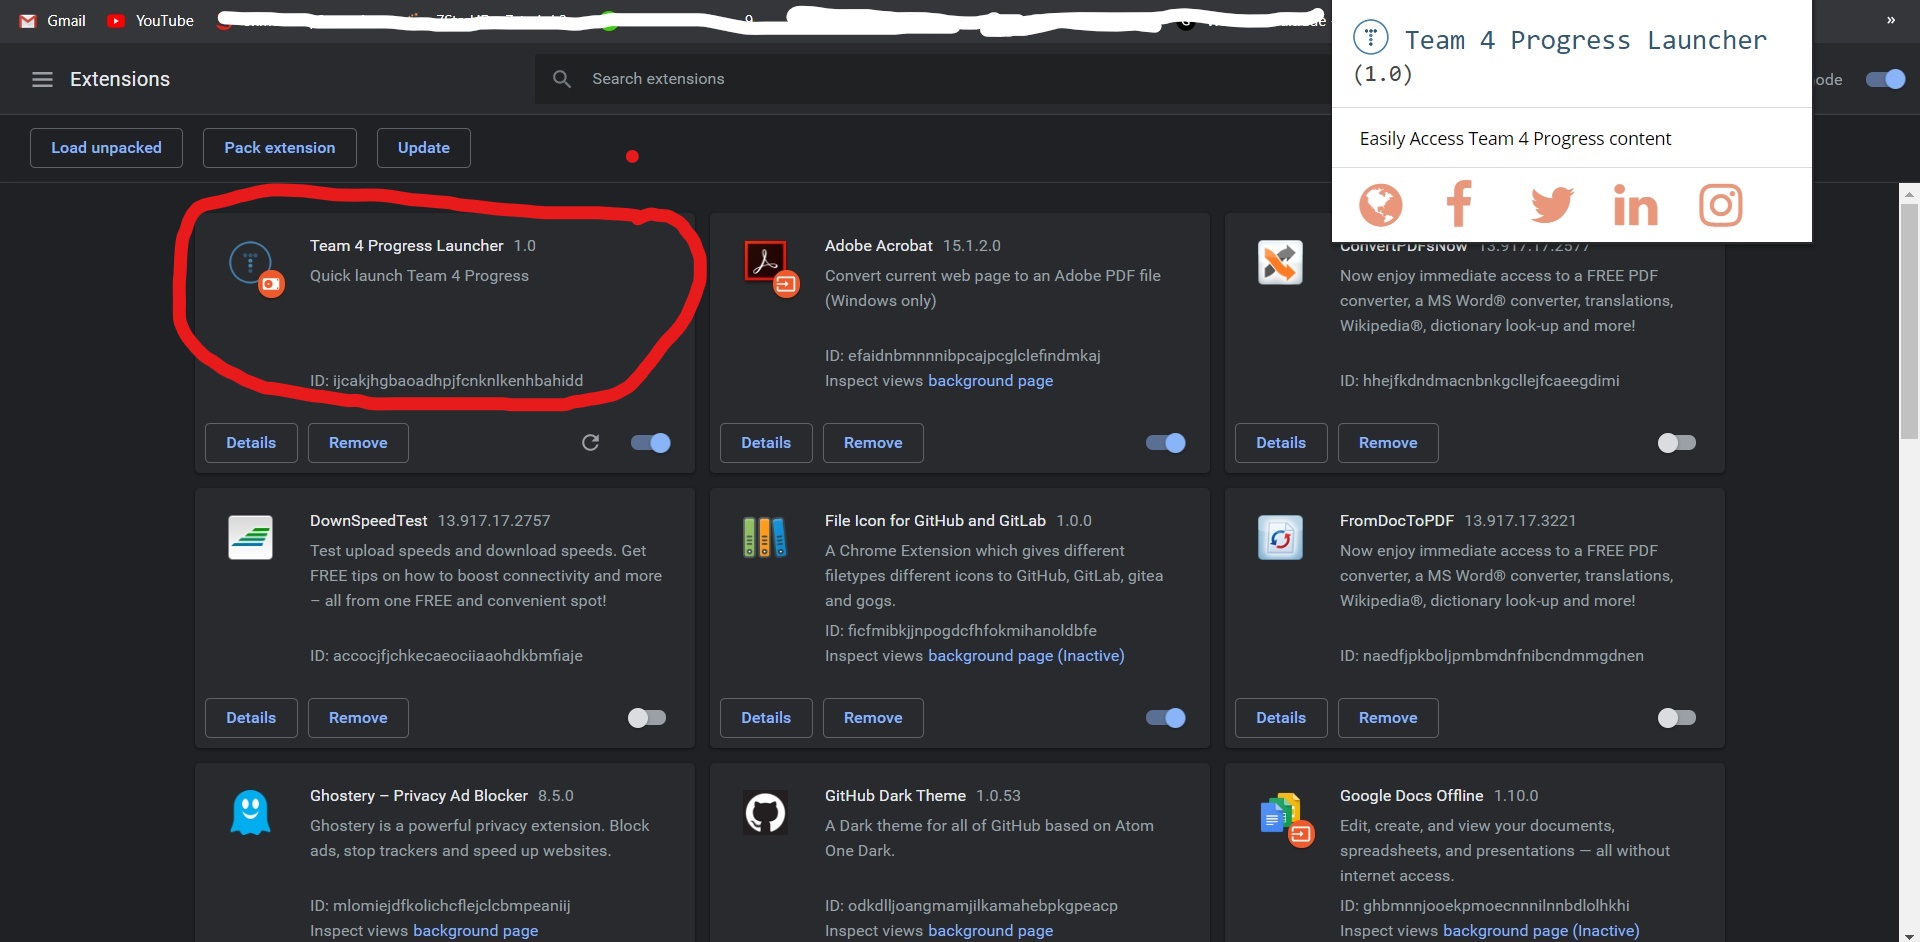 Gmail
YouTube
9
»
Team 4 Progress Launcher
(1.0)
Easily Access Team 4 Progress content
Extensions
Search extensions
ode
Load unpacked
Pack extension
Update
Team 4 Progress Launcher 1.0
Quick launch Team 4 Progress
ID: ijcakjhgbaoadhpjfcnknlkenhbahidd
Details
Remove
Adobe Acrobat 15.1.2.0
Convert current web page to an Adobe PDF file
(Windows only)
ID: efaidnbmnnnibpcajpcglclefindmkaj
Inspect views background page
Details
Remove
ConvertPDFsNow 13.917.17.2577
Now enjoy immediate access to a FREE PDF
converter, a MS Word® converter, translations,
Wikipedia®, dictionary look-up and more!
ID: hhejfkdndmacnbnkgcllejfcaeegdimi
Details
Remove
DownSpeedTest 13.917.17.2757
Test upload speeds and download speeds. Get
FREE tips on how to boost connectivity and more
– all from one FREE and convenient spot!
ID: accocjfjchkecaeociiaaohdkbmfiaje
Details
Remove
File Icon for GitHub and GitLab 1.0.0
A Chrome Extension which gives different
filetypes different icons to GitHub, GitLab, gitea
and gogs.
ID: ficfmibkjjnpogdcfhfokmihanoldbfe
Inspect views background page (Inactive)
Details
Remove
FromDocToPDF 13.917.17.3221
Now enjoy immediate access to a FREE PDF
converter, a MS Word® converter, translations,
Wikipedia®, dictionary look-up and more!
ID: naedfjpkboljpmbmdnfnibcndmmgdnen
Details
Remove
Ghostery – Privacy Ad Blocker 8.5.0
Ghostery is a powerful privacy extension. Block
ads, stop trackers and speed up websites.
ID: mlomiejdfkolichcflejclcbmpeaniij
Inspect views background page
GitHub Dark Theme 1.0.53
A Dark theme for all of GitHub based on Atom
One Dark.
ID: odkdlljoangmamjilkamahebpkgpeacp
Inspect views background page
Google Docs Offline 1.10.0
Edit, create, and view your documents,
spreadsheets, and presentations — all without
internet access.
ID: ghbmnnjooekpmoecnnnilnnbdlolhkhi
Inspect views background page (Inactive)